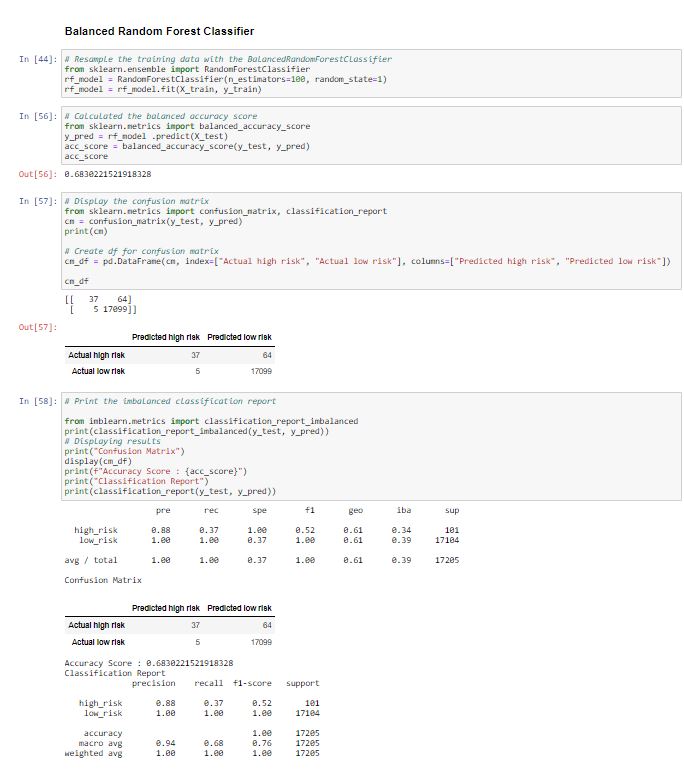 Balanced Random Forest Classifier
In [44]: # Resample the training data with the BalancedRandomForestClassifier
from sklearn.ensemble import RandomForestClassifier
rf_model = RandomForestClassifier(n_estimators=100, random_state=1)
rf_model = rf_model.fit(X_train, y_train)
In [56]: # Calculated the balanced accuracy score
from sklearn.metrics import balanced_accuracy_score
y_pred = rf_model .predict(X_test)
acc_score = balanced_accuracy_score(y_test, y_pred)
acc_score
Out[56]: 0.6830221521918328
In [57]: # Display the confusion matrix
from sklearn.metrics import confusion_matrix, classification_report
cm = confusion_matrix(y_test, y_pred)
print(cm)
# Create df for confusion matrix
cm_df = pd.DataFrame(cm, index=["Actual high risk", "Actual low risk"], columns=["Predicted high risk", "Predicted low risk"])
cm_df
[[   37    64]
 [    5 17099]]
Out[57]:
Predicted high risk Predicted low risk
Actual high risk 37 64
Actual low risk 5 17099
In [58]: # Print the imbalanced classification report
from imblearn.metrics import classification_report_imbalanced
print(classification_report_imbalanced(y_test, y_pred))
# Displaying results
print("Confusion Matrix")
display(cm_df)
print(f"Accuracy Score : {acc_score}")
print("Classification Report")
print(classification_report(y_test, y_pred))
pre rec spe f1 geo iba sup
high_risk 0.88 0.37 1.00 0.52 0.61 0.34 101
low_risk 1.00 1.00 0.37 1.00 0.61 0.39 17104
avg / total 1.00 1.00 0.37 1.00 0.61 0.39 17205
Confusion Matrix
Predicted high risk Predicted low risk
Actual high risk 37 64
Actual low risk 5 17099
Accuracy Score : 0.6830221521918328
Classification Report
precision recall f1-score support
high_risk 0.88 0.37 0.52 101
low_risk 1.00 1.00 1.00 17104
accuracy 1.00 17205
macro avg 0.94 0.68 0.76 17205
weighted avg 1.00 1.00 1.00 17205